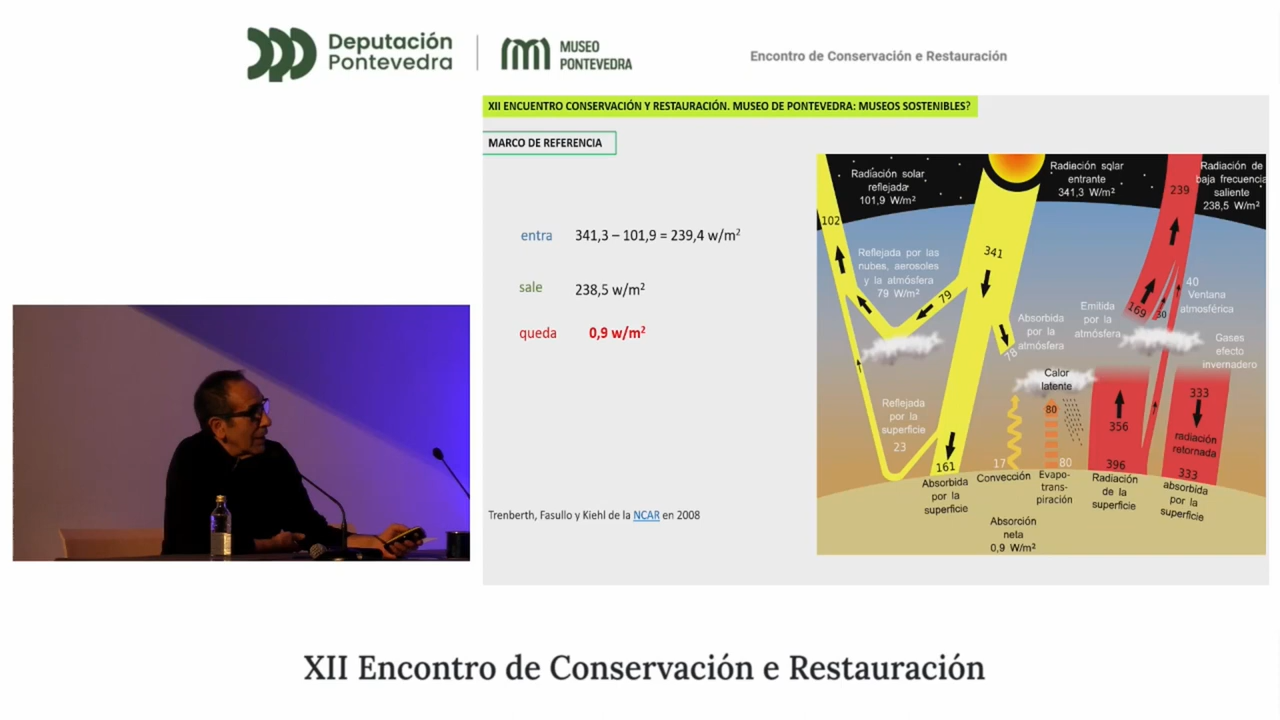 Deputación
Pontevedra
MUSEO
PONTEVEDRA
Encontro de Conservación e Restauración
XII ENCUENTRO CONSERVACIÓN Y RESTAURACIÓN. MUSEO DE PONTEVEDRA: MUSEOS SOSTENIBLES?
MARCO DE REFERENCIA
entra 341,3 – 101,9 = 239,4 w/m²
sale 238,5 w/m²
queda 0,9 w/m²
Trenberth, Fasullo y Kiehl de la NCAR en 2008
Radiación solar
reflejada
101,9 W/m²
Radiación solar
entrante
341,3 W/m²
Radiación de
baja frecuencia
saliente
238,5 W/m²
239
102
341
Reflejada por las
nubes, aerosoles
y la atmósfera
79 W/m²
79
Absorbida
por la
atmósfera
78
Emitida
por la
atmósfera
169
30
40
Ventana
atmosférica
Gases
efecto
invernadero
Calor
latente
80
Reflejada
por la
superficie
23
161
Absorbida
por la
superficie
17
Convección
80
Evapo-
trans-
piración
356
396
Radiación
de la
superficie
333
radiación
retornada
333
absorbida
por la
superficie
Absorción
neta
0,9 W/m²
XII Encontro de Conservación e Restauración